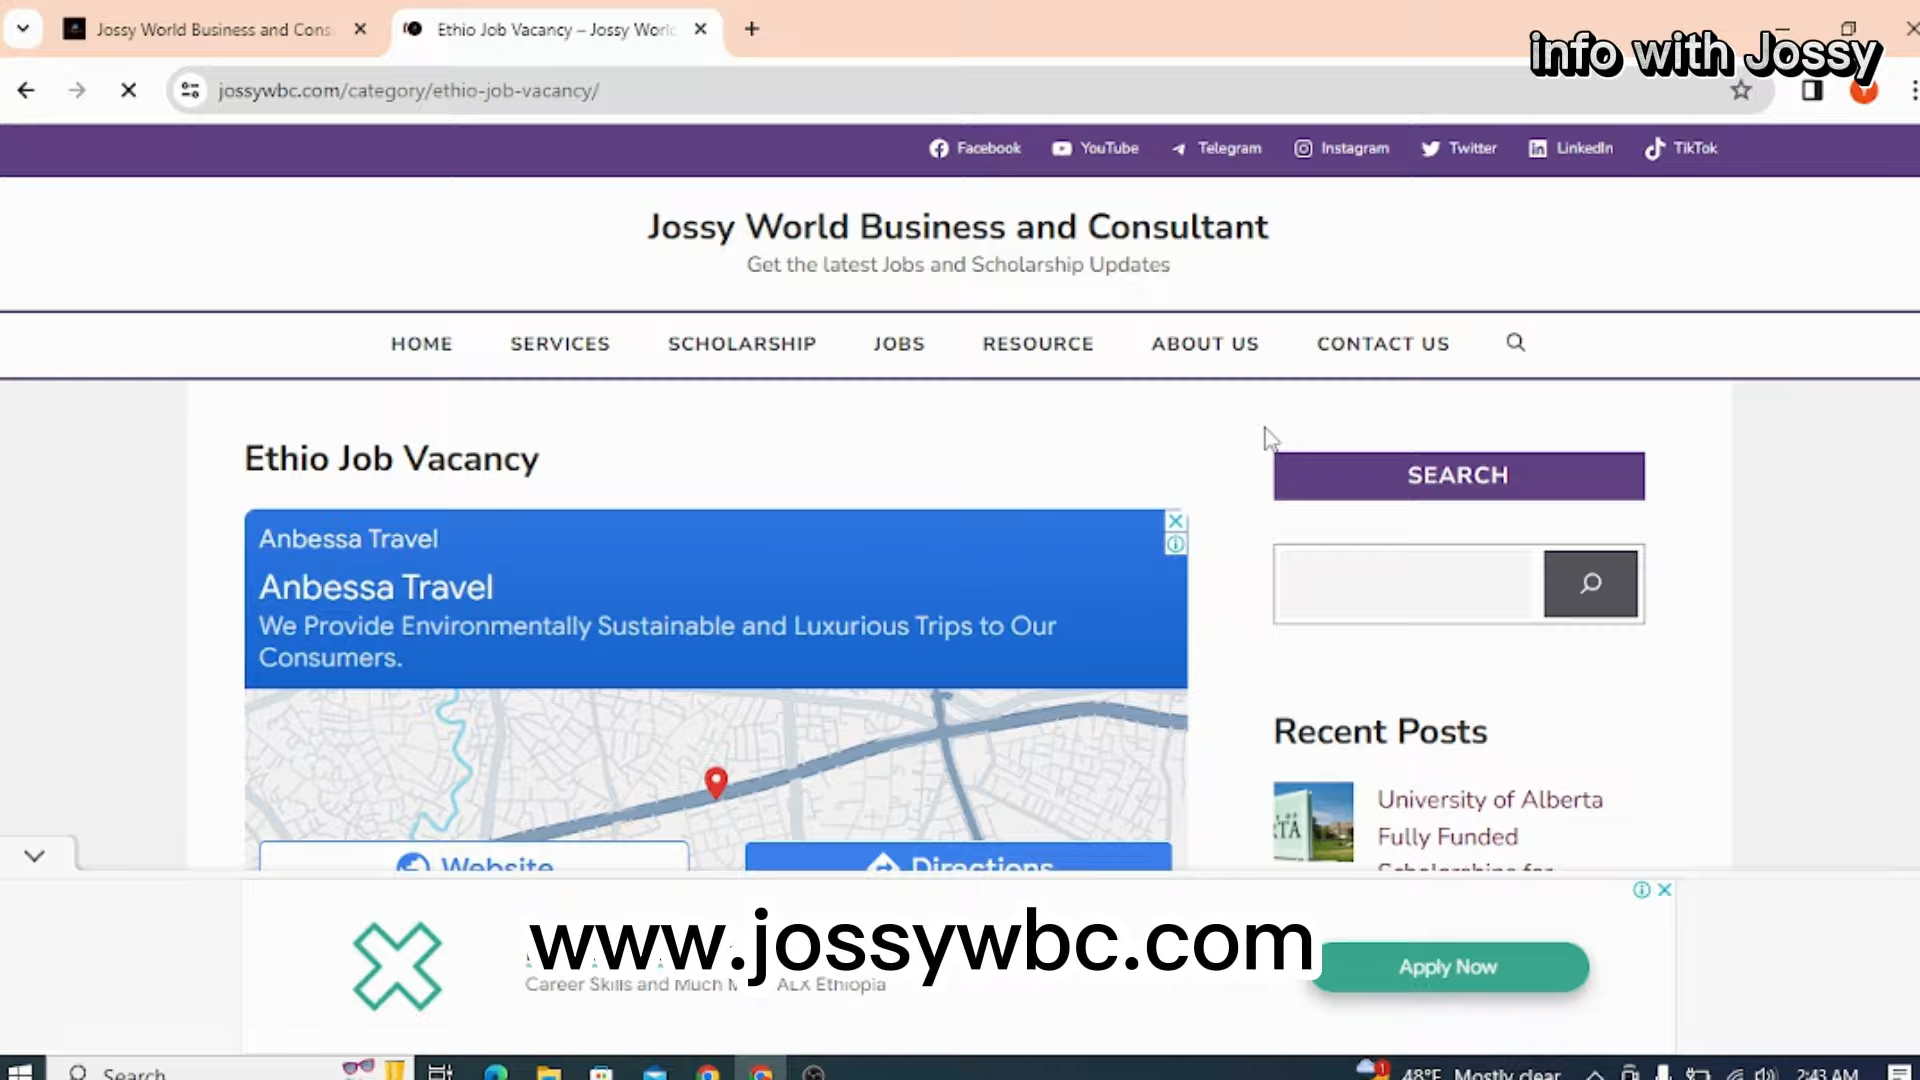 Jossy World Business and Cons
Ethio Job Vacancy – Jossy Worl
info with Jossy
jossywbc.com/category/ethio-job-vacancy/
Facebook YouTube Telegram Instagram Twitter LinkedIn TikTok
Jossy World Business and Consultant
Get the latest Jobs and Scholarship Updates
HOME SERVICES SCHOLARSHIP JOBS RESOURCE ABOUT US CONTACT US
Ethio Job Vacancy
SEARCH
Anbessa Travel
Anbessa Travel
We Provide Environmentally Sustainable and Luxurious Trips to Our
Consumers.
Recent Posts
University of Alberta
Fully Funded
Scholarships for
TA
Website
Directions
www.jossywbc.com
Career Skills and Much M ALX Ethiopia
Apply Now
Search
1
48°F Mostly clear
2:43 AM